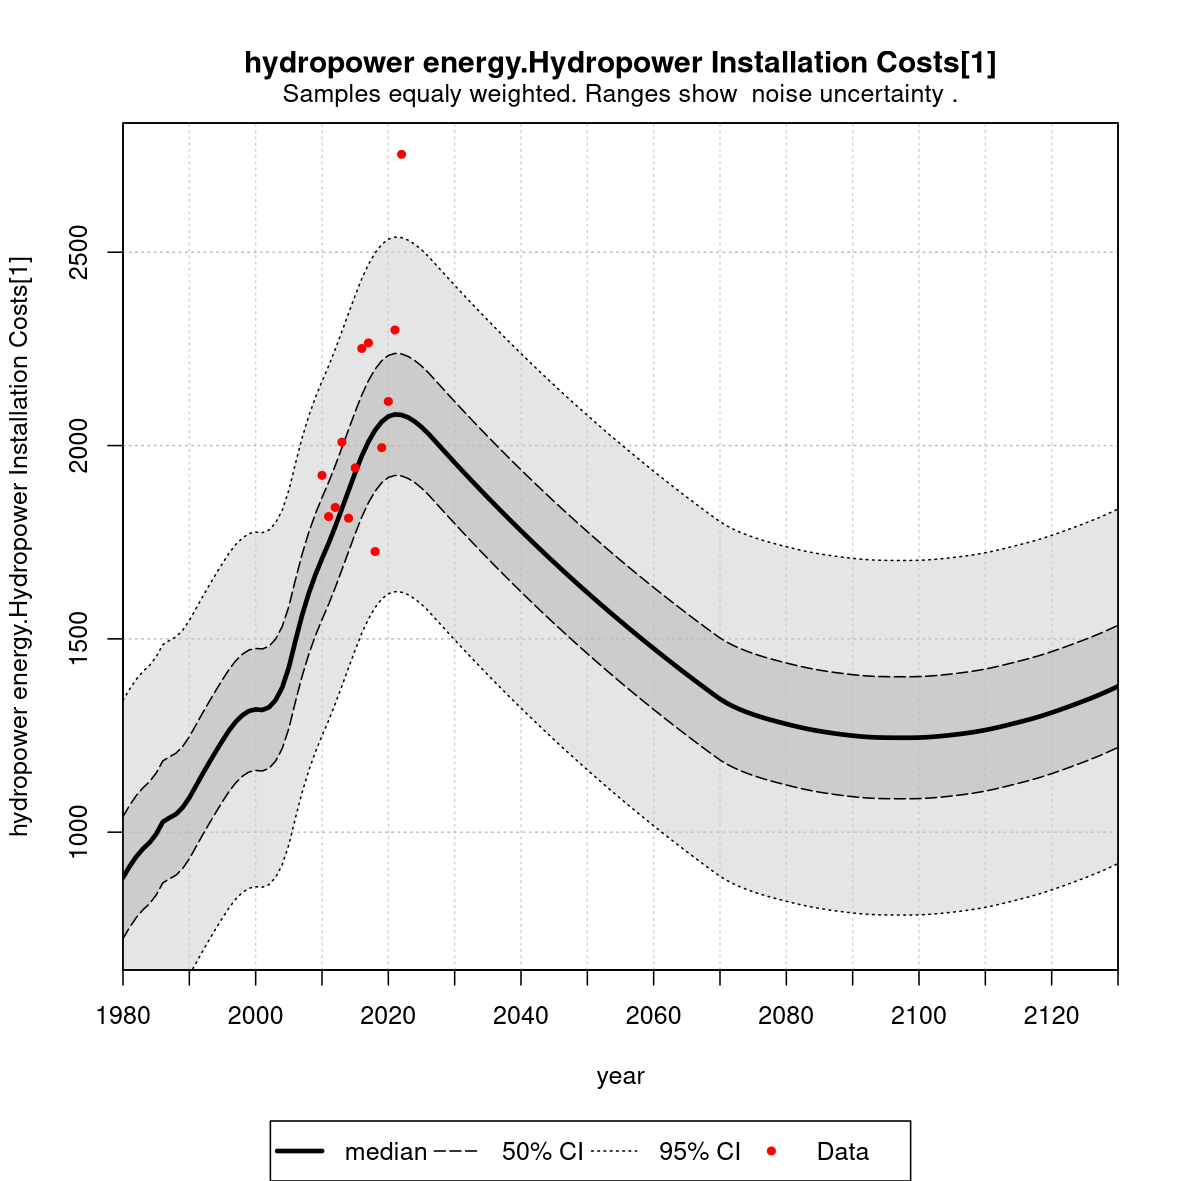 hydropower energy.Hydropower Installation Costs[1]
Samples equaly weighted. Ranges show  noise uncertainty .
hydropower energy.Hydropower Installation Costs[1]
2500
2000
1500
1000
1980 2000 2020 2040 2060 2080 2100 2120
year
median 50% CI 95% CI Data